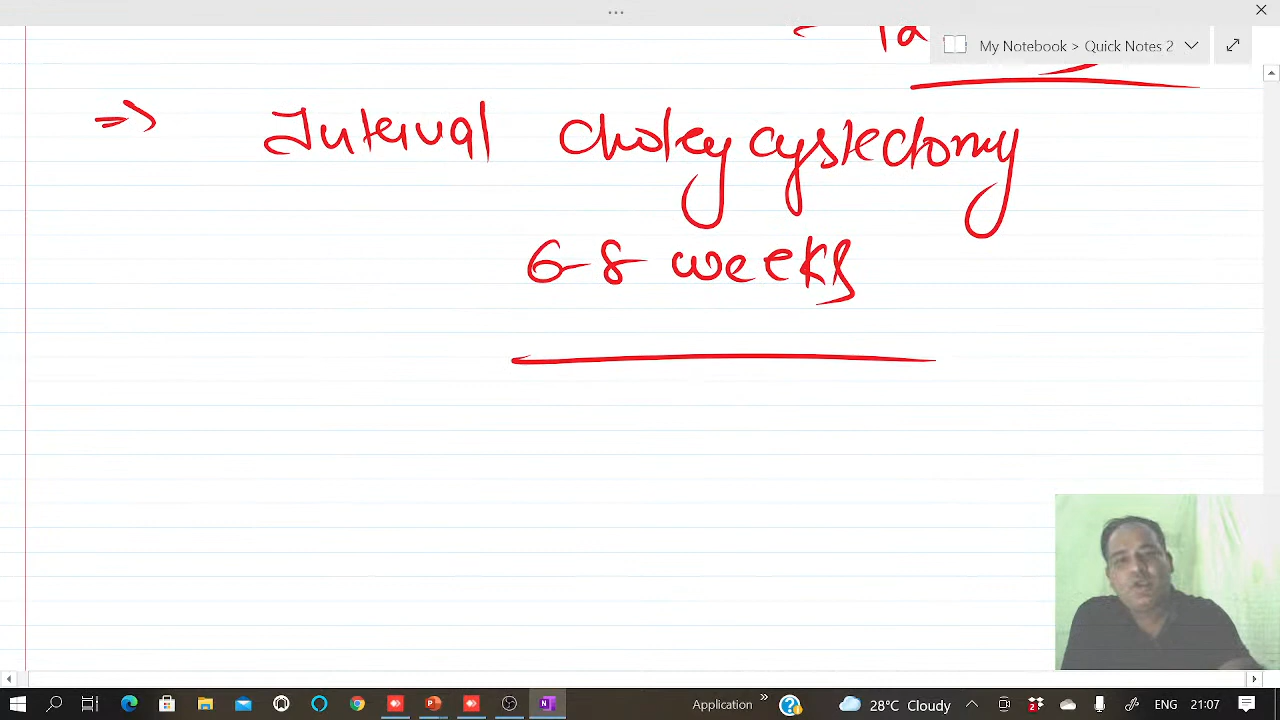 My Notebook > Quick Notes 2
=> Interval Choleycystectomy
6-8 weeks
Application
28°C Cloudy
ENG
21:07